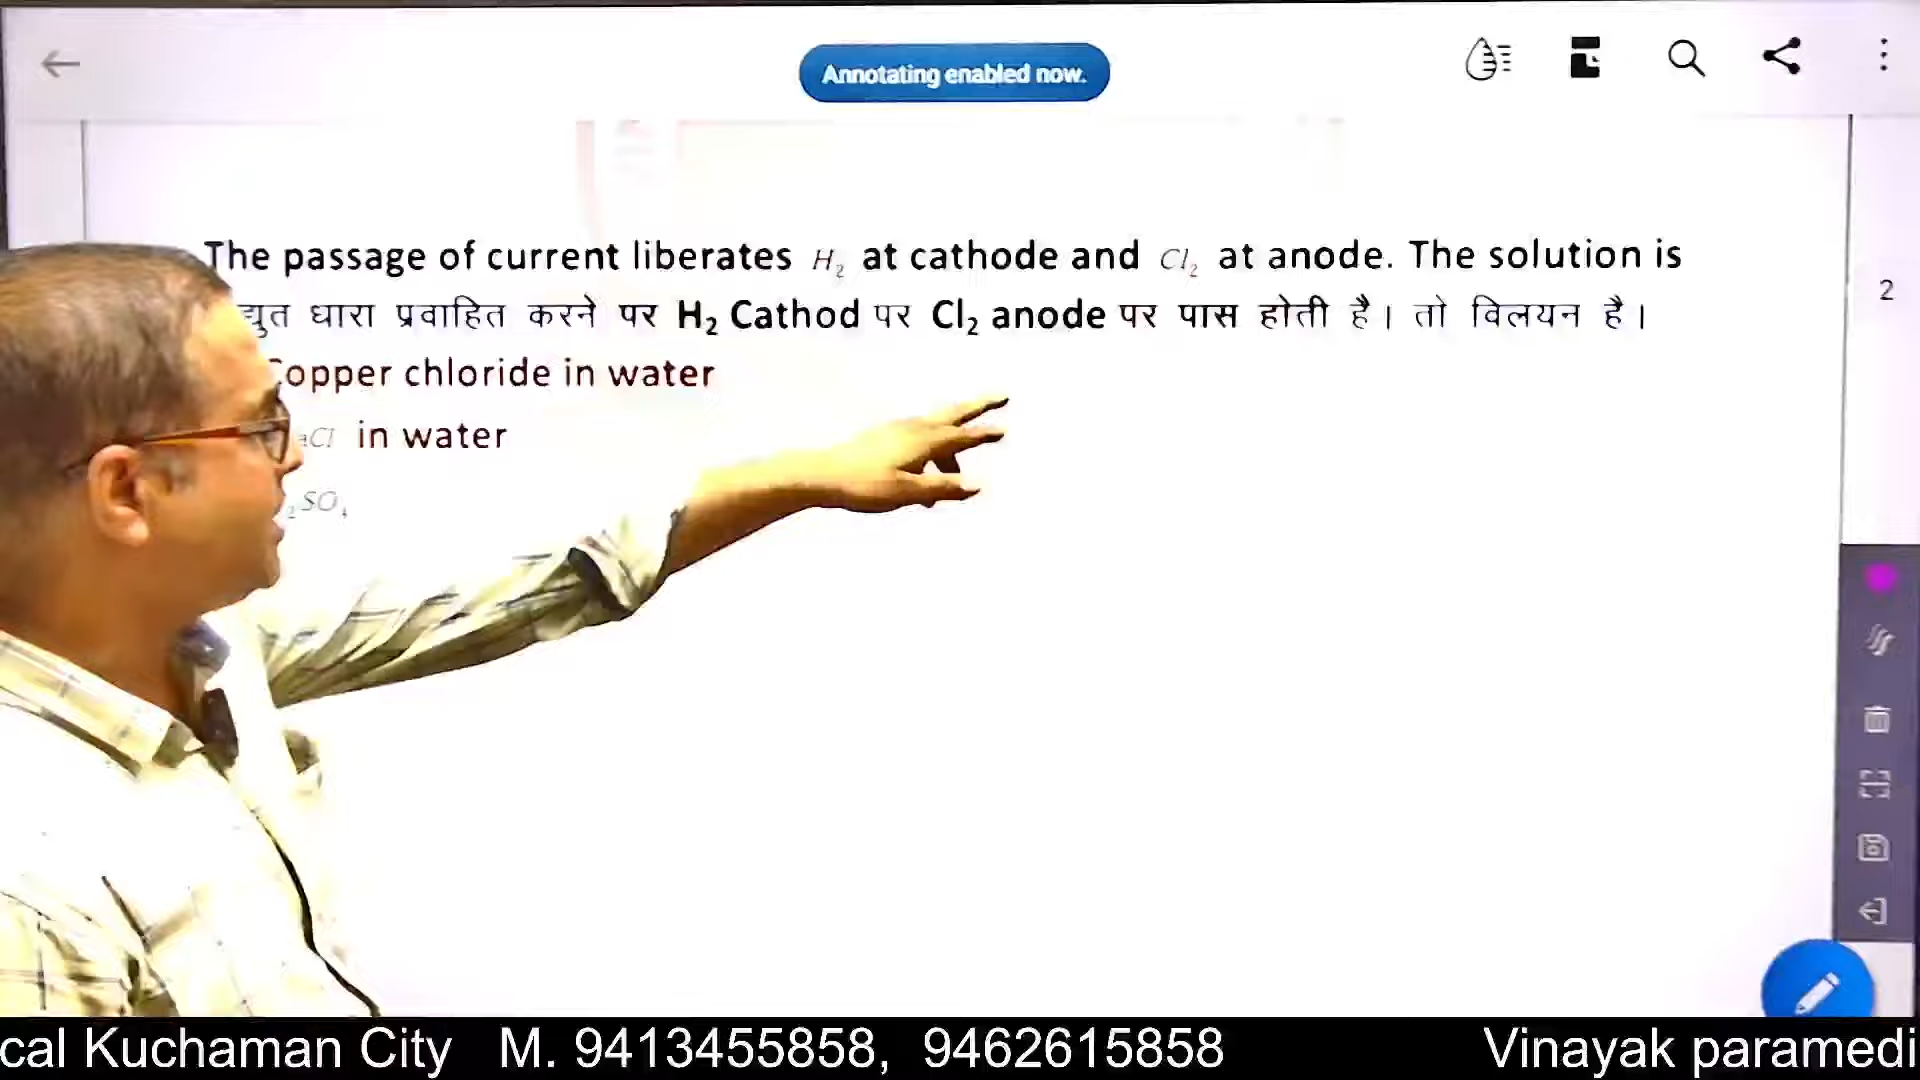 Annotating enabled now.
The passage of current liberates H₂ at cathode and Cl₂ at anode. The solution is
2
धारा प्रवाहित करने पर H₂ Cathod पर Cl₂ anode पर पास होती है। तो विलयन है।
opper chloride in water
aCl in water
₂SO₄
cal Kuchaman City M. 9413455858, 9462615858 Vinayak paramedi